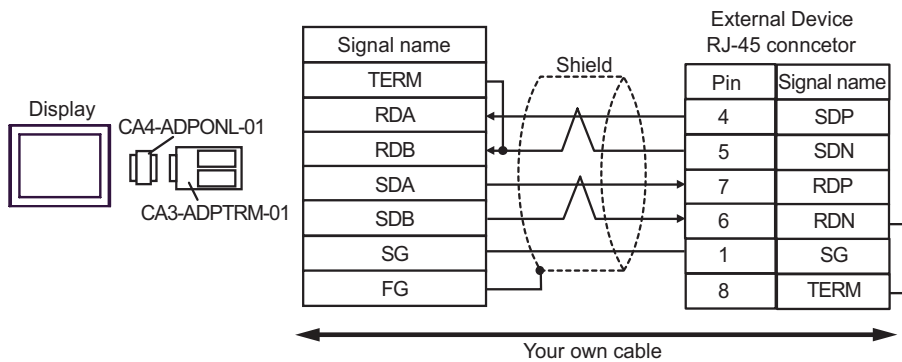 External Device
RJ-45 conncetor
Signal name
Shield
Pin
Signal name
TERM
RDA
4
SDP
Display
CA4-ADPONL-01
RDB
5
SDN
SDA
7
RDP
CA3-ADPTRM-01
SDB
6
RDN
SG
1
SG
FG
8
TERM
Your own cable